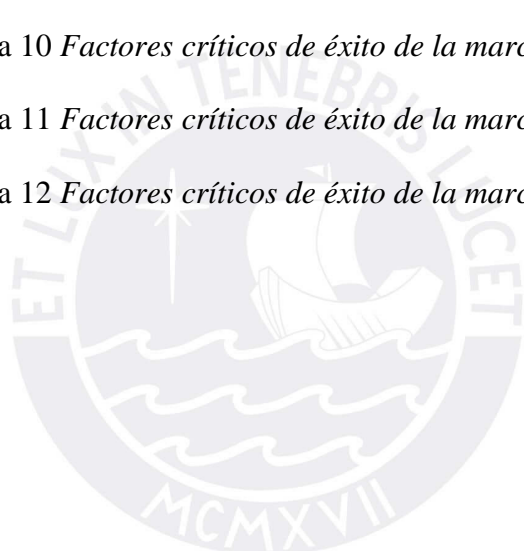 a 10 Factores críticos de éxito de la marc
a 11 Factores críticos de éxito de la marc
a 12 Factores críticos de éxito de la marc
ET LUX IN TENEBRIS LUCET
MCMXVII